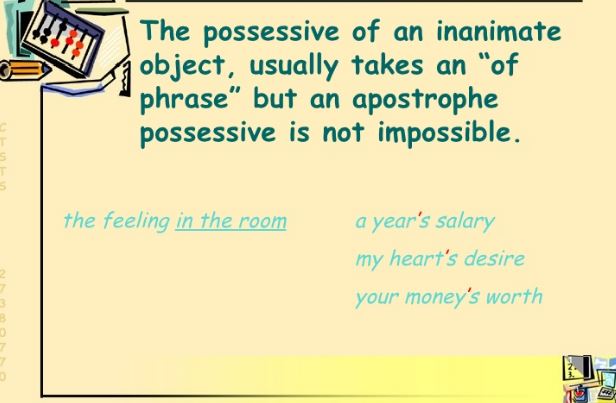 The possessive of an inanimate
object, usually takes an “of
phrase” but an apostrophe
possessive is not impossible.
the feeling in the room
a year’s salary
my heart’s desire
your money’s worth
C
T
S
T
S
2
7
3
8
0
7
7
0
2.
3.